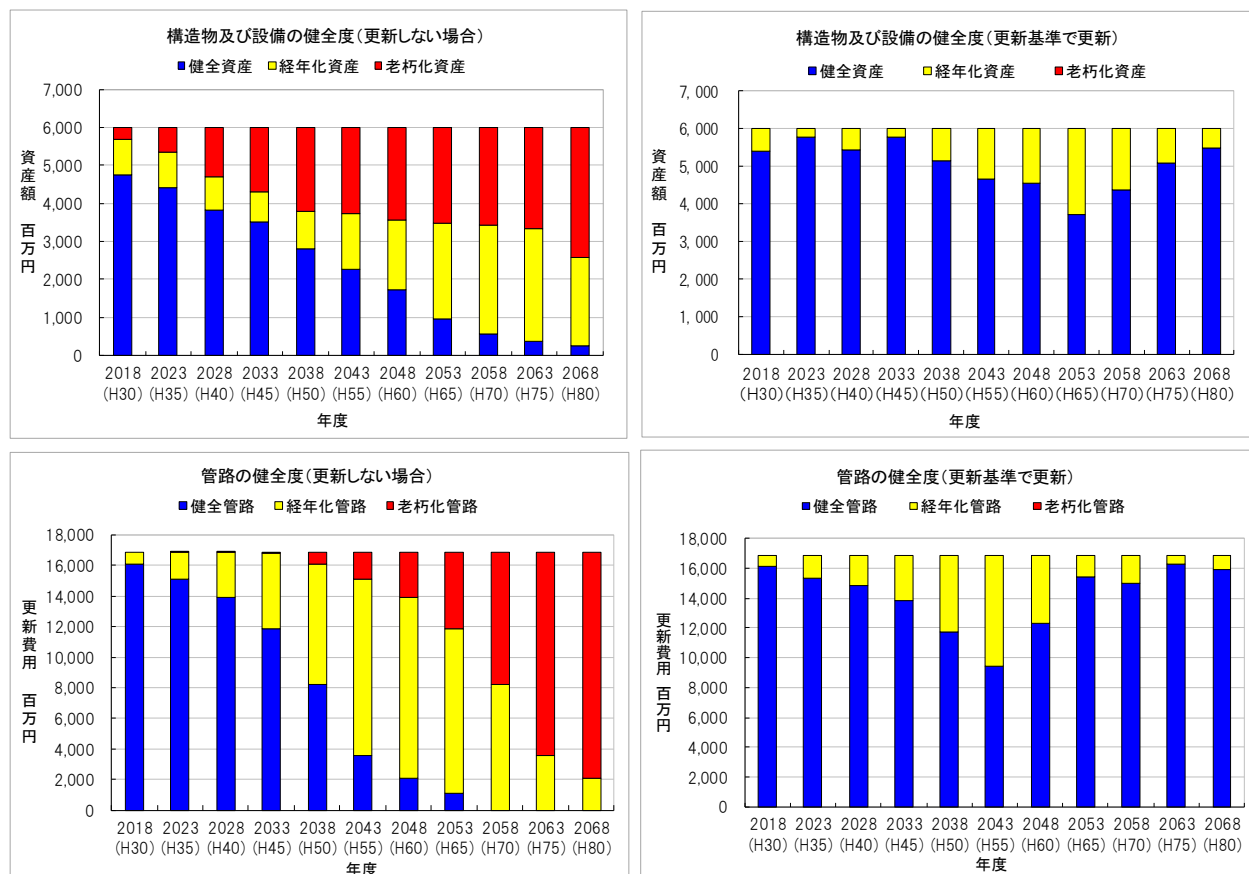 構造物及び設備の健全度(更新しない場合)
■健全資産 ■経年化資産 ■老朽化資産
7,000
6,000
5,000
4,000
3,000
2,000
1,000
0
資産額 百万円
2018 2023 2028 2033 2038 2043 2048 2053 2058 2063 2068
(H30) (H35) (H40) (H45) (H50) (H55) (H60) (H65) (H70) (H75) (H80)
年度
構造物及び設備の健全度(更新基準で更新)
■健全資産 ■経年化資産 ■老朽化資産
7,000
6,000
5,000
4,000
3,000
2,000
1,000
0
資産額 百万円
2018 2023 2028 2033 2038 2043 2048 2053 2058 2063 2068
(H30) (H35) (H40) (H45) (H50) (H55) (H60) (H65) (H70) (H75) (H80)
年度
管路の健全度(更新しない場合)
■健全管路 ■経年化管路 ■老朽化管路
18,000
16,000
14,000
12,000
10,000
8,000
6,000
4,000
2,000
0
更新費用 百万円
2018 2023 2028 2033 2038 2043 2048 2053 2058 2063 2068
(H30) (H35) (H40) (H45) (H50) (H55) (H60) (H65) (H70) (H75) (H80)
年度
管路の健全度(更新基準で更新)
■健全管路 ■経年化管路 ■老朽化管路
18,000
16,000
14,000
12,000
10,000
8,000
6,000
4,000
2,000
0
更新費用 百万円
2018 2023 2028 2033 2038 2043 2048 2053 2058 2063 2068
(H30) (H35) (H40) (H45) (H50) (H55) (H60) (H65) (H70) (H75) (H80)
年度